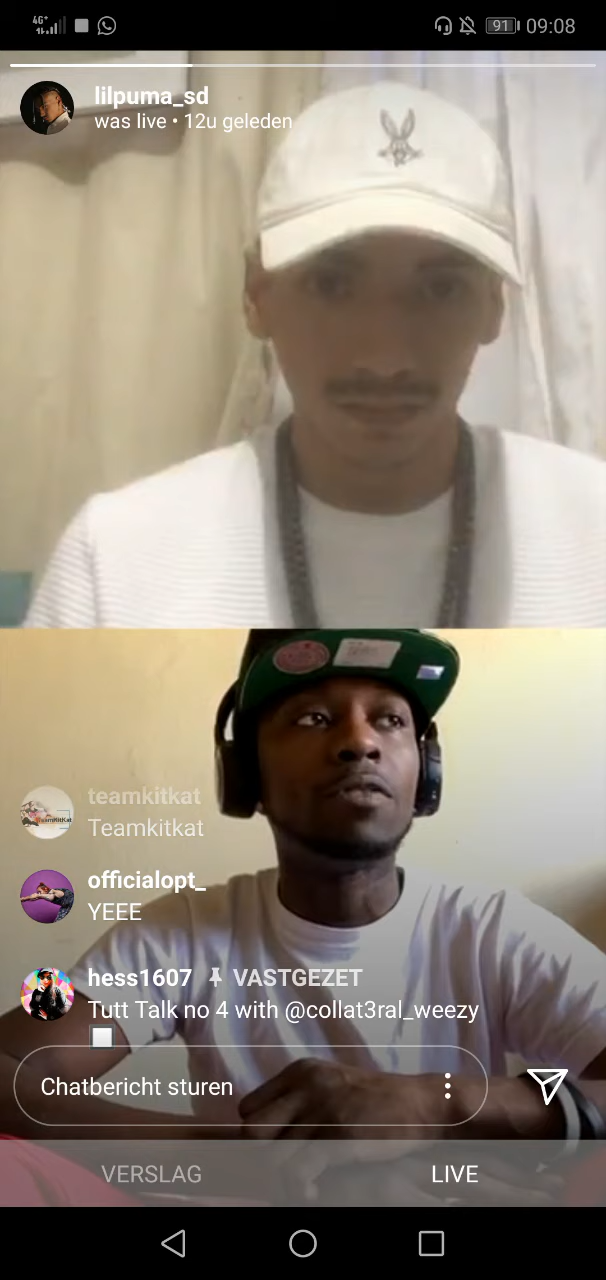 4G+
91 09:08
lilpuma_sd
was live • 12u geleden
teamkitkat
Teamkitkat
officialopt_
YEEE
hess1607 VASTGEZET
Tutt Talk no 4 with @collat3ral_weezy
Chatbericht sturen
VERSLAG LIVE